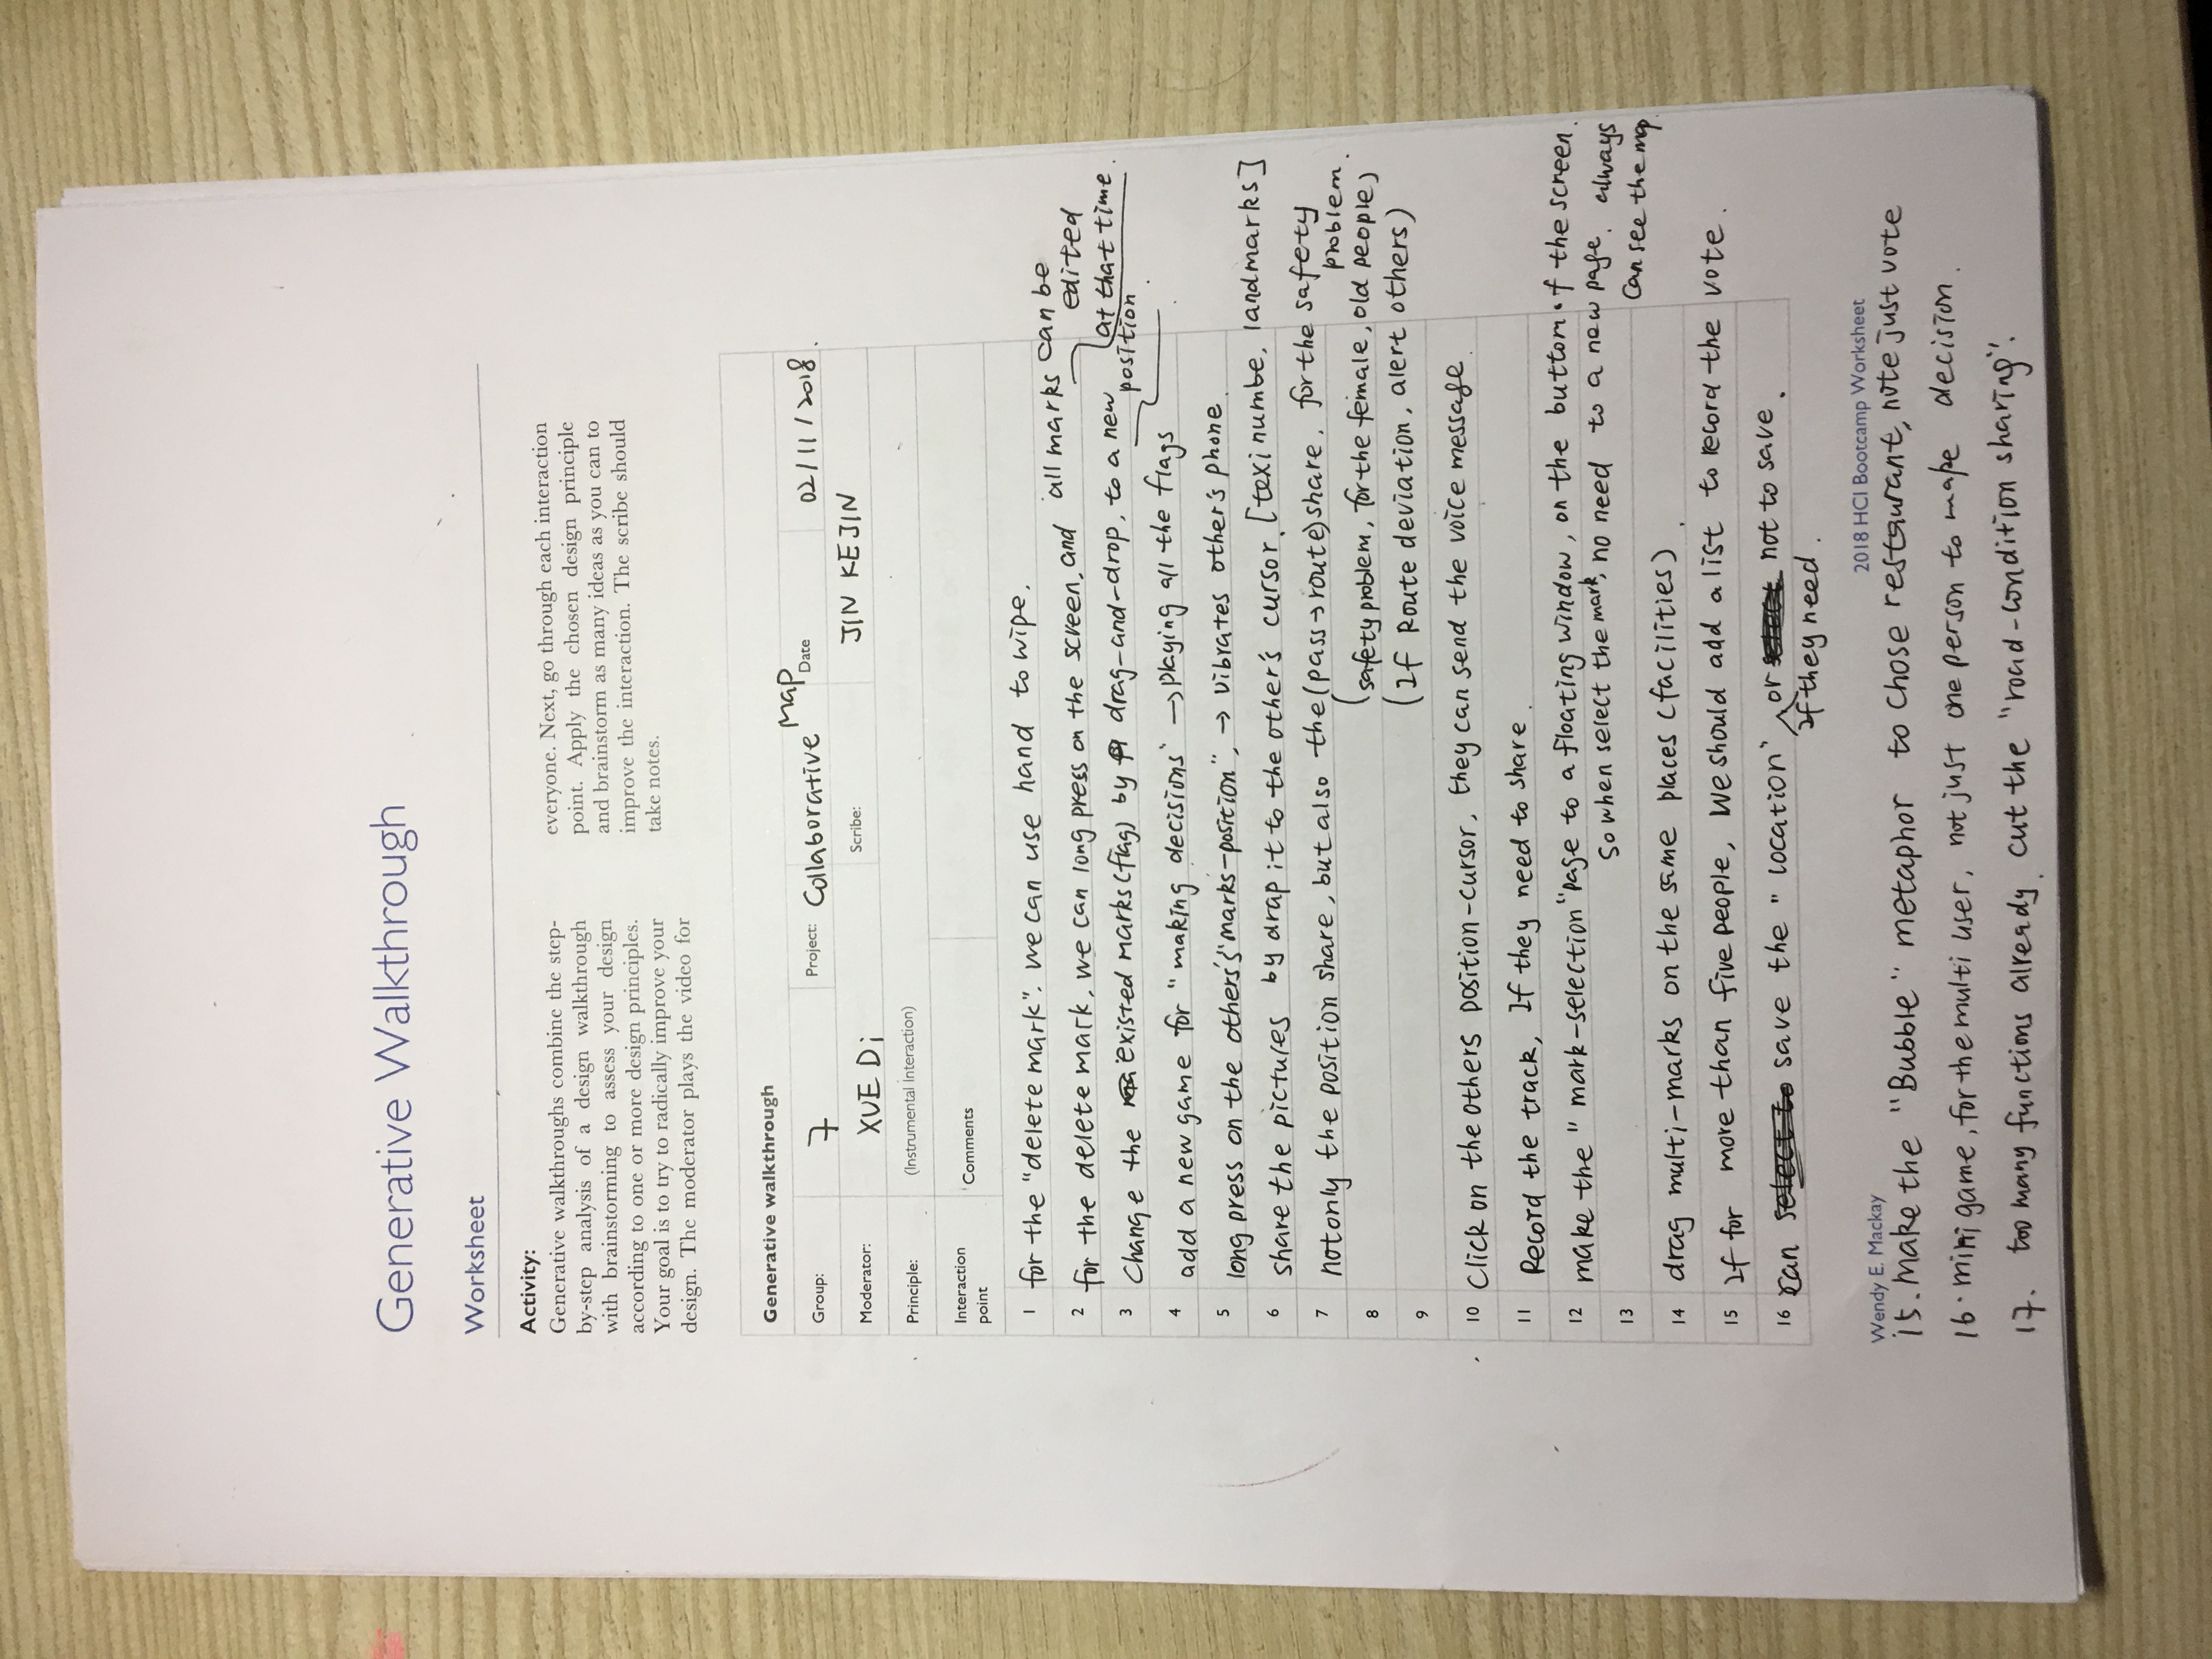 Generative Walkthrough
Worksheet
Activity:
Generative walkthroughs combine the step-
by-step analysis of a design walkthrough
with brainstorming to assess your design
according to one or more design principles.
Your goal is to try to radically improve your
design. The moderator plays the video for
everyone. Next, go through each interaction
point. Apply the chosen design principle
and brainstorm as many ideas as you can to
improve the interaction. The scribe should
take notes.
Generative walkthrough
Group: 7 Project: Collaborative Map Date 02/11/2018.
Moderator: XUE Di Scribe: JIN KEJIN
Principle: (Instrumental Interaction)
Interaction
point
Comments
1 for the "delete mark". we can use hand to wipe.
2 for the delete mark, we can long press on the screen, and all marks can be
edited
at that time.
3 Change the existed marks (flag) by drag-and-drop, to a new
position
4 add a new game for "making decisions" → playing all the flags
5 long press on the others's "marks-position", → vibrates other's phone.
6 share the pictures by drap it to the other's cursor. [texi numbe, landmarks]
7 notonly the position share, but also the (pass→route) share. for the safety
problem.
8 (safety problem, for the female, old people)
9 (If Route deviation, alert others)
10 Click on the others position-cursor, they can send the voice message.
11 Record the track, If they need to share.
12 make the "mark-selection" page to a floating window, on the buttom of the screen.
13 So when select the mark, no need to a new page. always
can see the map.
14 drag multi-marks on the same places (facilities).
15 If for more than five people, We should add a list to record the vote.
16 can save the "location" or not to save.
If they need.
Wendy E. Mackay
2018 HCI Bootcamp Worksheet
15. make the "Bubble" metaphor to chose restaurant, note just vote
16. mini game, for the multi user, not just one person to make decision.
17. too many functions already. cut the "road-condition sharing".